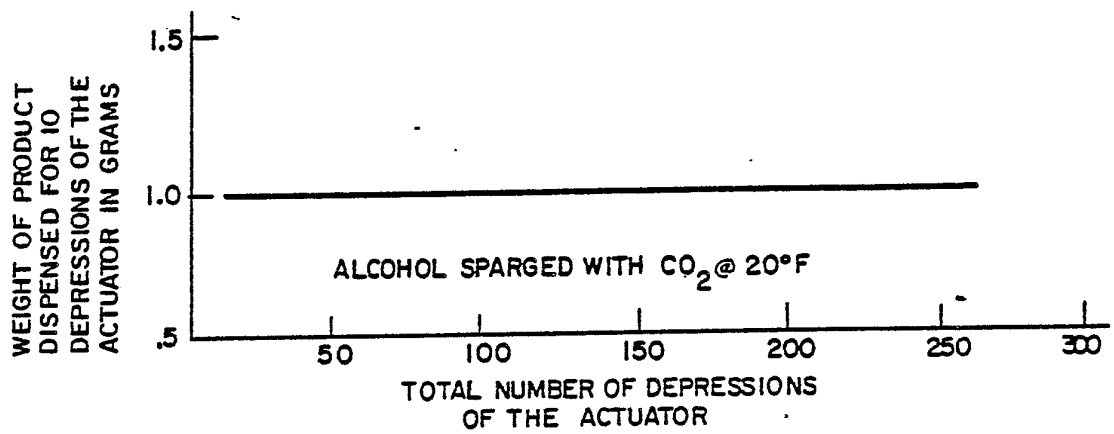 WEIGHT OF PRODUCT
DISPENSED FOR 10
DEPRESSIONS OF THE
ACTUATOR IN GRAMS
1.5
1.0
.5
ALCOHOL SPARGED WITH CO2@ 20°F
50 100 150 200 250 300
TOTAL NUMBER OF DEPRESSIONS
OF THE ACTUATOR